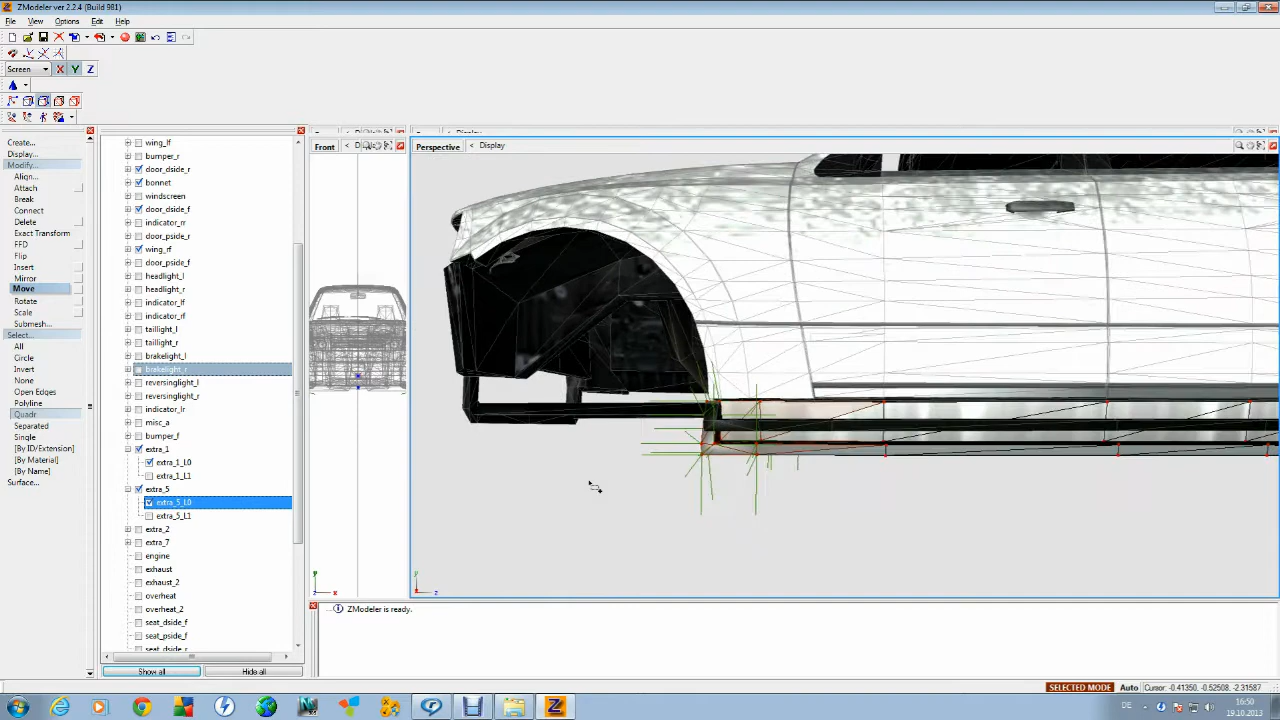 ZModeler ver 2.2.4 (Build 981)
File View Options Edit Help
Screen X Y Z
Create...
Display...
Modify...
Align...
Attach
Break
Connect
Delete
Exact Transform
FFD
Flip
Insert
Mirror
Move
Rotate
Scale
Submesh...
Select...
All
Circle
Invert
None
Open Edges
Polyline
Quadr
Separated
Single
[By ID/Extension]
[By Material]
[By Name]
Surface...
wing_lf
bumper_r
door_dside_r
bonnet
windscreen
door_dside_f
indicator_rr
door_pside_r
wing_rf
door_pside_f
headlight_l
headlight_r
indicator_lf
indicator_rf
taillight_l
taillight_r
brakelight_l
brakelight_r
reversinglight_l
reversinglight_r
indicator_lr
misc_a
bumper_f
extra_1
extra_1_L0
extra_1_L1
extra_5
extra_5_L0
extra_5_L1
extra_2
extra_7
engine
exhaust
exhaust_2
overheat
overheat_2
seat_dside_f
seat_pside_f
seat_dside_r
Show all Hide all
Front
Perspective < Display
y
z x
y
x z
ZModeler is ready.
SELECTED MODE Auto Cursor: -0.41350, -0.52508, -2.31587
DE 16:50
19.10.2013